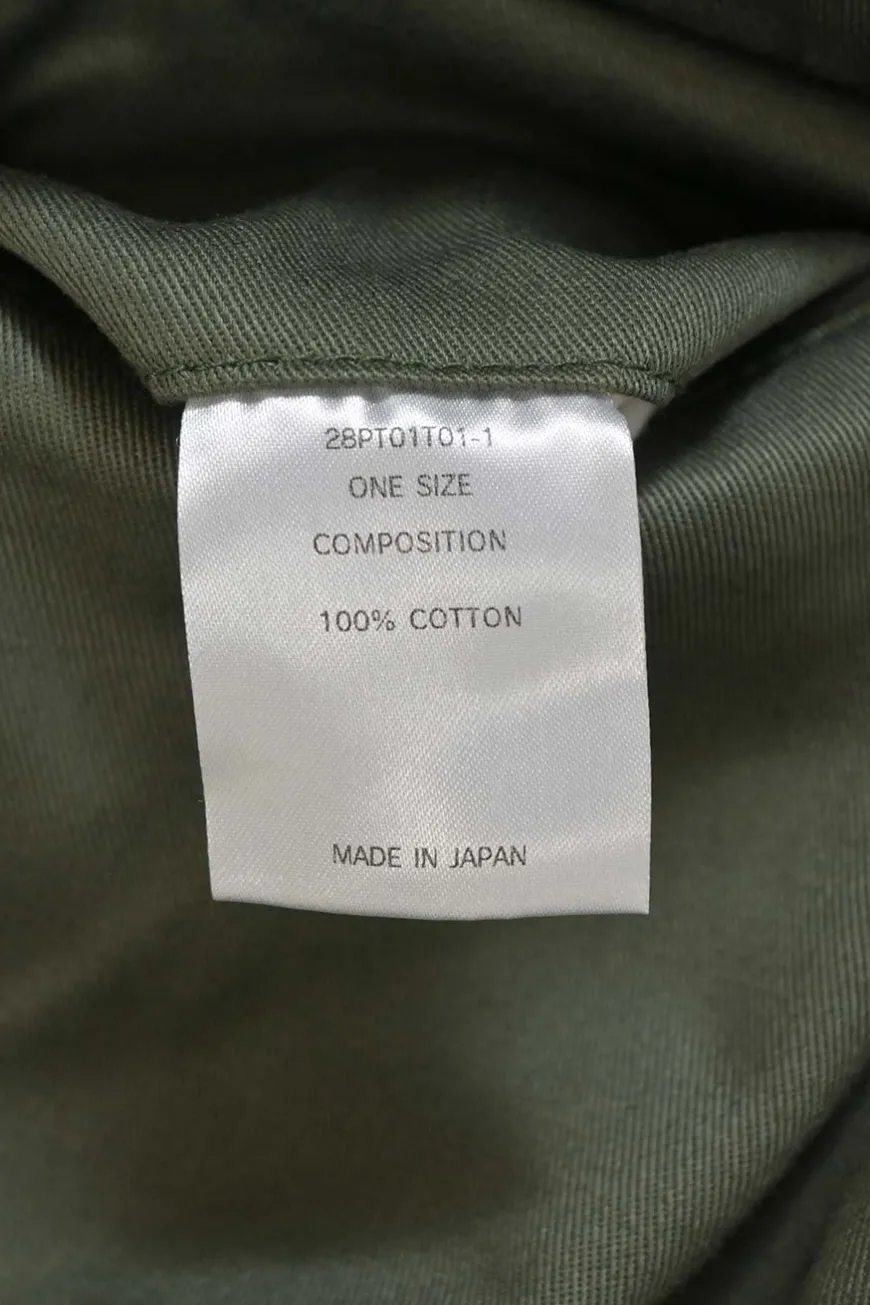 28PT01T01-1
ONE SIZE
COMPOSITION
100% COTTON
MADE IN JAPAN